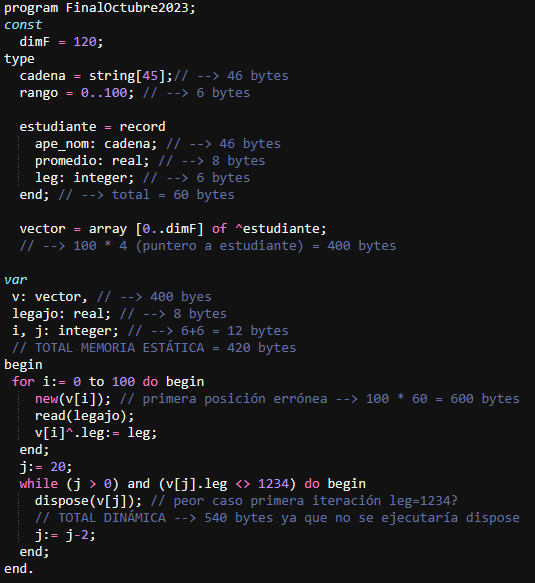 program FinalOctubre2023;
const
  dimF = 120;
type
  cadena = string[45];// --> 46 bytes
  rango = 0..100; // --> 6 bytes

  estudiante = record
    ape_nom: cadena; // --> 46 bytes
    promedio: real; // --> 8 bytes
    leg: integer; // --> 6 bytes
  end; // --> total = 60 bytes

  vector = array [0..dimF] of ^estudiante;
  // --> 100 * 4 (puntero a estudiante) = 400 bytes

var
 v: vector, // --> 400 byes
 legajo: real; // --> 8 bytes
 i, j: integer; // --> 6+6 = 12 bytes
 // TOTAL MEMORIA ESTÁTICA = 420 bytes
begin
 for i:= 0 to 100 do begin
    new(v[i]); // primera posición errónea --> 100 * 60 = 600 bytes
    read(legajo);
    v[i]^.leg:= leg;
  end;
  j:= 20;
  while (j > 0) and (v[j].leg <> 1234) do begin
    dispose(v[j]); // peor caso primera iteración leg=1234?
    // TOTAL DINÁMICA --> 540 bytes ya que no se ejecutaría dispose
    j:= j-2;
  end;
end.